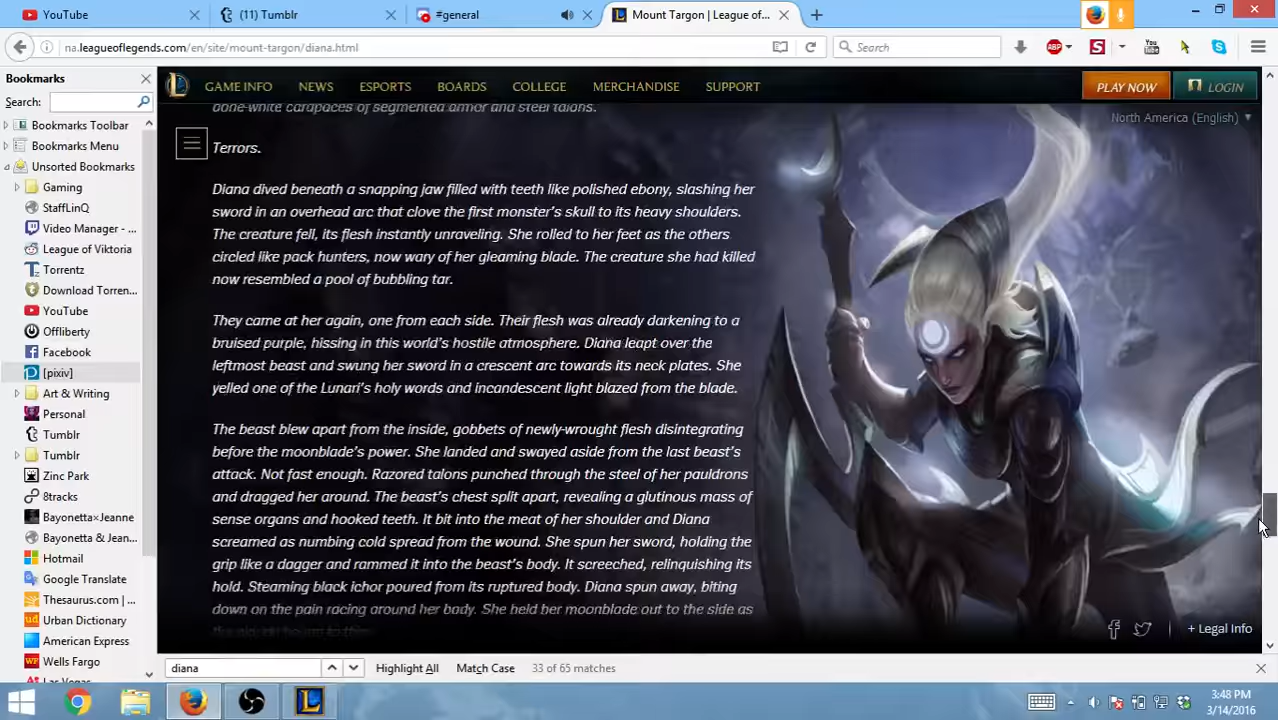 YouTube
(11) Tumblr
#general
Mount Targon | League of...
na.leagueoflegends.com/en/site/mount-targon/diana.html
Search
ABP
S
You
Bookmarks
Search:
Bookmarks Toolbar
Bookmarks Menu
Unsorted Bookmarks
Gaming
StaffLinQ
Video Manager - ...
League of Viktoria
Torrentz
Download Torren...
YouTube
Offliberty
Facebook
[pixiv]
Art & Writing
Personal
Tumblr
Tumblr
Zinc Park
8tracks
Bayonetta×Jeanne
Bayonetta & Jean...
Hotmail
Google Translate
Thesaurus.com | ...
Urban Dictionary
American Express
Wells Fargo
Las Vegas
GAME INFO
NEWS
ESPORTS
BOARDS
COLLEGE
MERCHANDISE
SUPPORT
PLAY NOW
LOGIN
North America (English)
bone-white carapaces of segmented armor and steel talons.
Terrors.
Diana dived beneath a snapping jaw filled with teeth like polished ebony, slashing her
sword in an overhead arc that clove the first monster's skull to its heavy shoulders.
The creature fell, its flesh instantly unraveling. She rolled to her feet as the others
circled like pack hunters, now wary of her gleaming blade. The creature she had killed
now resembled a pool of bubbling tar.
They came at her again, one from each side. Their flesh was already darkening to a
bruised purple, hissing in this world's hostile atmosphere. Diana leapt over the
leftmost beast and swung her sword in a crescent arc towards its neck plates. She
yelled one of the Lunari's holy words and incandescent light blazed from the blade.
The beast blew apart from the inside, gobbets of newly-wrought flesh disintegrating
before the moonblade's power. She landed and swayed aside from the last beast's
attack. Not fast enough. Razored talons punched through the steel of her pauldrons
and dragged her around. The beast's chest split apart, revealing a glutinous mass of
sense organs and hooked teeth. It bit into the meat of her shoulder and Diana
screamed as numbing cold spread from the wound. She spun her sword, holding the
grip like a dagger and rammed it into the beast's body. It screeched, relinquishing its
hold. Steaming black ichor poured from its ruptured body. Diana spun away, biting
down on the pain racing around her body. She held her moonblade out to the side as
+ Legal Info
diana
Highlight All
Match Case
33 of 65 matches
3:48 PM
3/14/2016